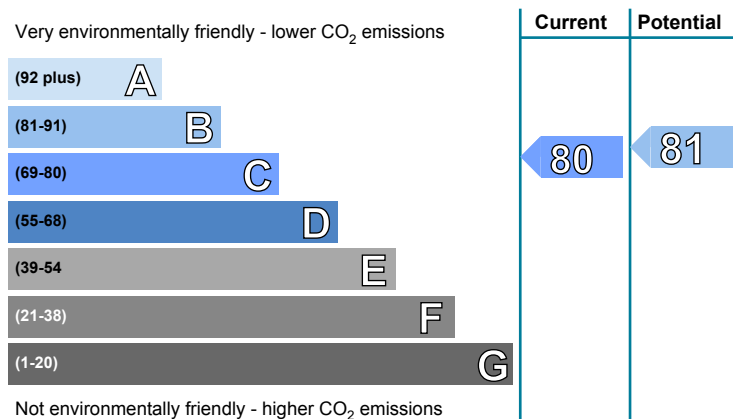 Current Potential
Very environmentally friendly - lower CO₂ emissions
(92 plus) A
(81-91) B
(69-80) C
80
81
(55-68) D
(39-54 E
(21-38) F
(1-20) G
Not environmentally friendly - higher CO₂ emissions